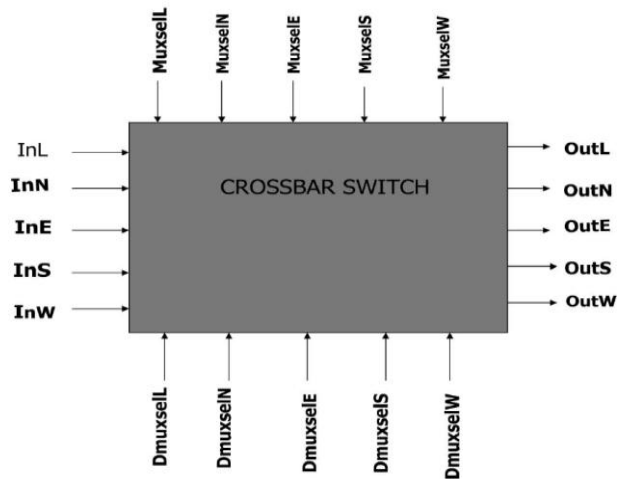 MuxselL
MuxselN
MuxselE
MuxselS
MuxselW
InL
InN
InE
InS
InW
CROSSBAR SWITCH
OutL
OutN
OutE
OutS
OutW
DmuxselL
DmuxselN
DmuxselE
DmuxselS
DmuxselW